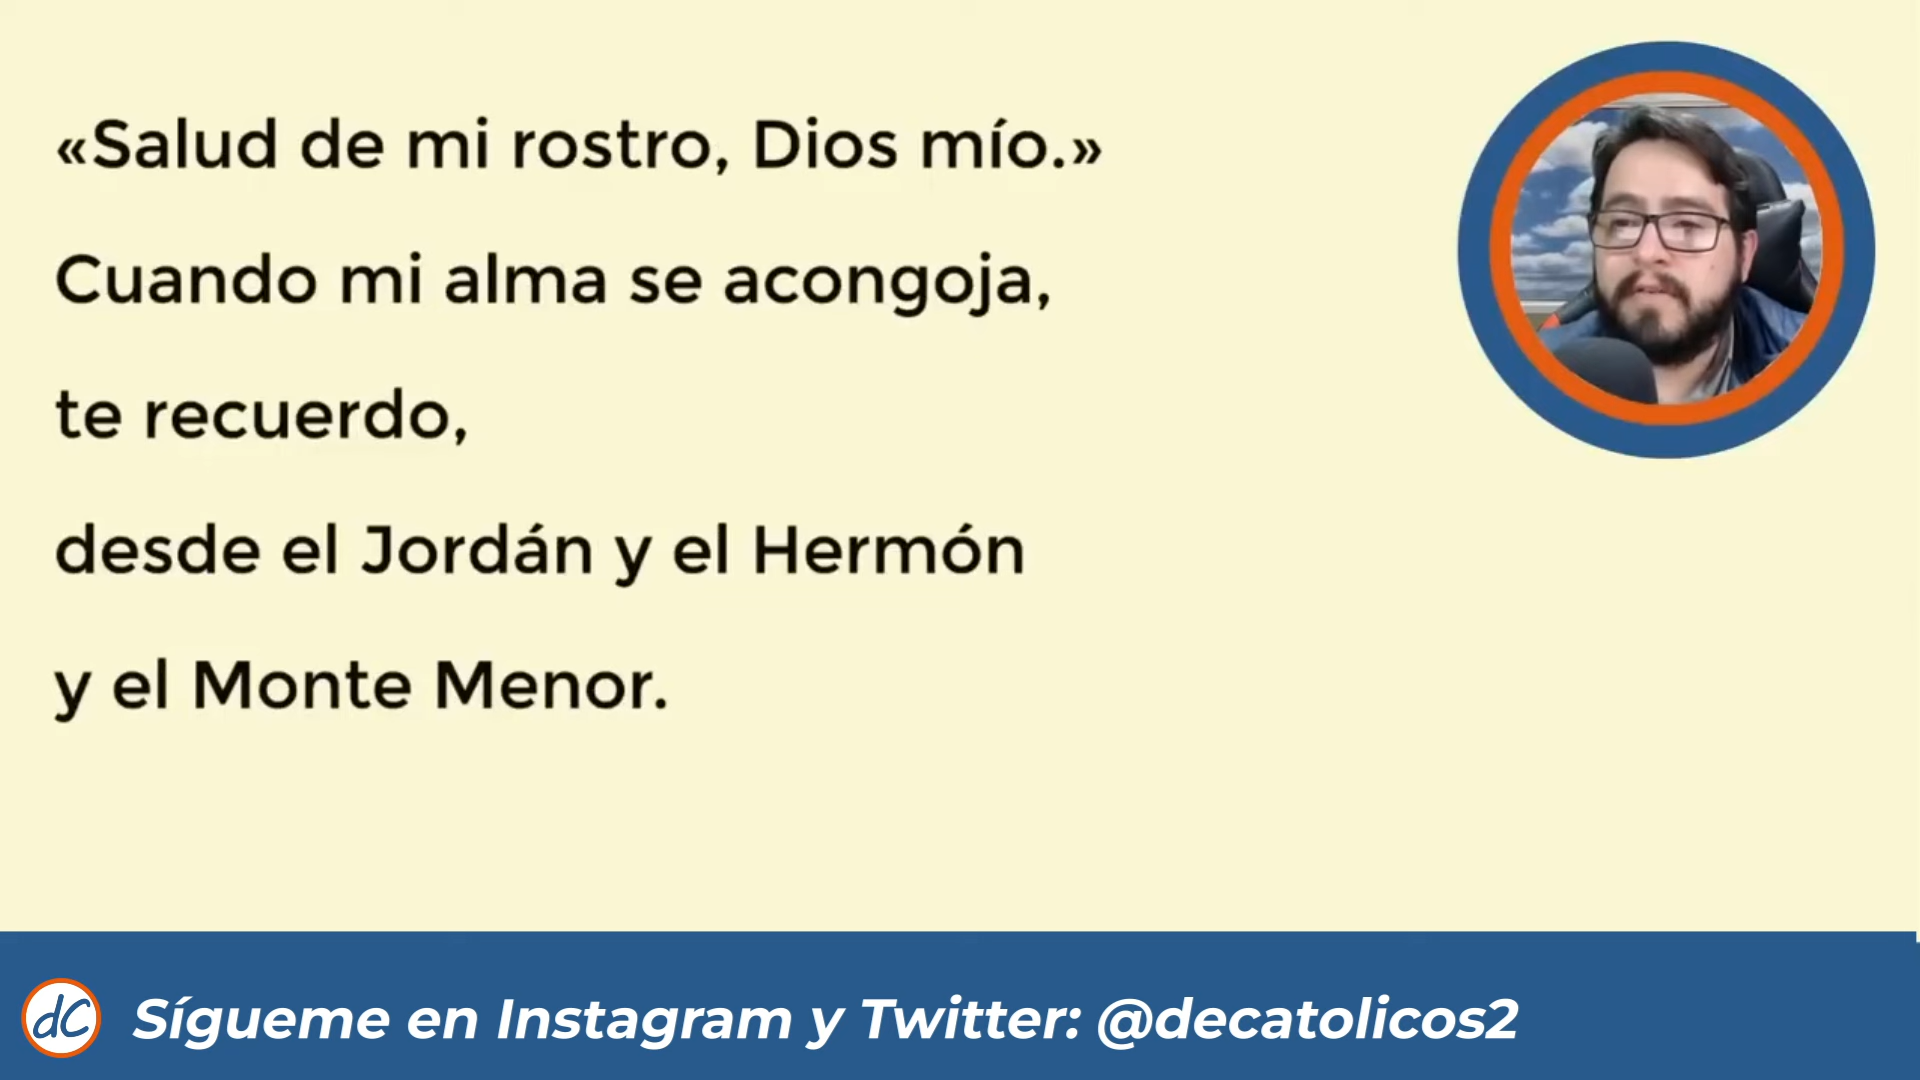 «Salud de mi rostro, Dios mío.»
Cuando mi alma se acongoja,
te recuerdo,
desde el Jordán y el Hermón
y el Monte Menor.
dC Sígueme en Instagram y Twitter: @decatolicos2